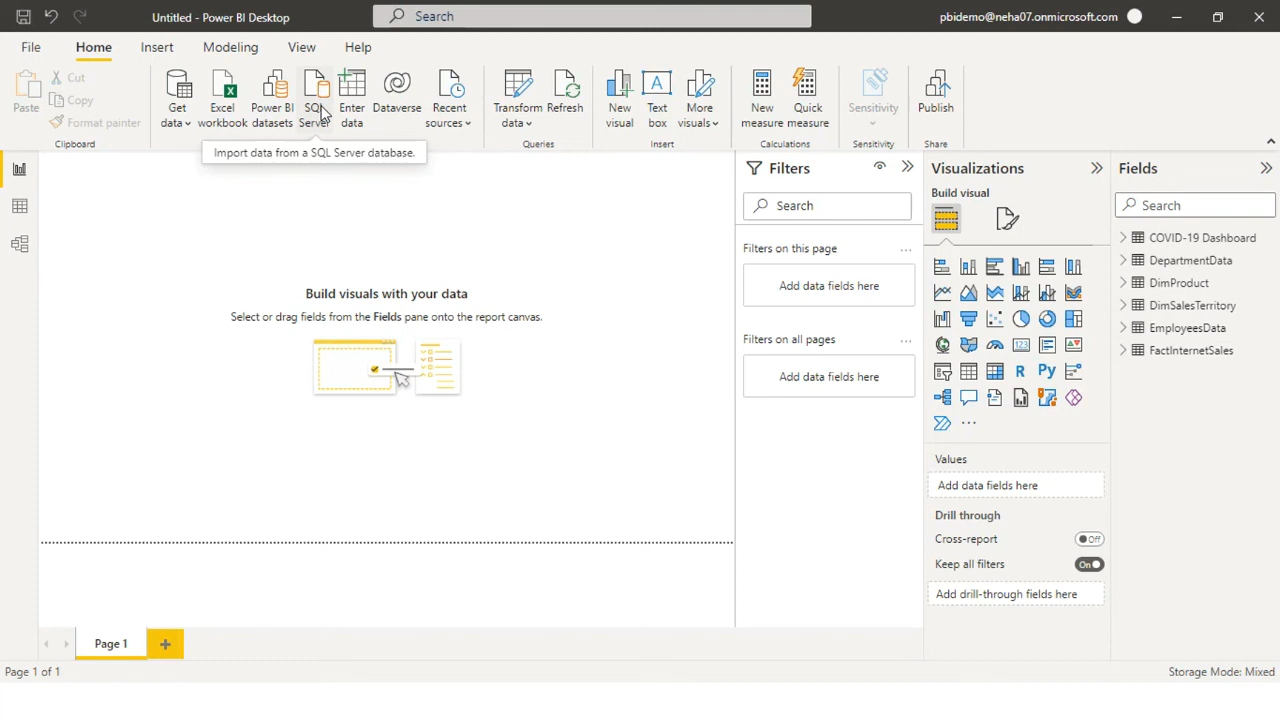 Untitled - Power BI Desktop
Search
pbidemo@neha07.onmicrosoft.com
File
Home
Insert
Modeling
View
Help
Paste
Cut
Copy
Format painter
Get
data
Excel
workbook
Power BI
datasets
SQL
Server
Enter
data
Dataverse
Recent
sources
Transform
data
Refresh
New
visual
Text
box
More
visuals
New
measure
Quick
measure
Sensitivity
Publish
Clipboard
Queries
Insert
Calculations
Sensitivity
Share
Import data from a SQL Server database.
Build visuals with your data
Select or drag fields from the Fields pane onto the report canvas.
Filters
Search
Filters on this page
Add data fields here
Filters on all pages
Add data fields here
Visualizations
Build visual
123
R
Py
Values
Add data fields here
Drill through
Cross-report
Off
Keep all filters
On
Add drill-through fields here
Fields
Search
COVID-19 Dashboard
DepartmentData
DimProduct
DimSalesTerritory
EmployeesData
FactInternetSales
Page 1
Page 1 of 1
Storage Mode: Mixed